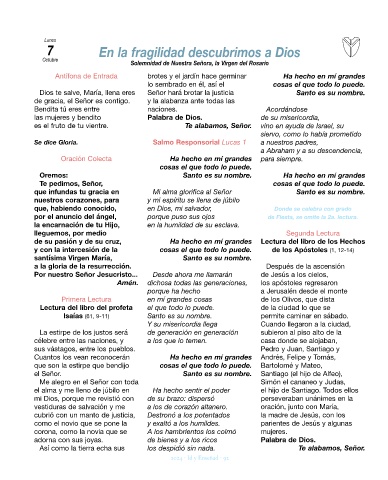 Lunes
7
Octubre
En la fragilidad descubrimos a Dios
Solemnidad de Nuestra Señora, la Virgen del Rosario
Antífona de Entrada
Dios te salve, María, llena eres
de gracia, el Señor es contigo.
Bendita tú eres entre
las mujeres y bendito
es el fruto de tu vientre.
Se dice Gloria.
Oración Colecta
Oremos:
Te pedimos, Señor,
que infundas tu gracia en
nuestros corazones, para
que, habiendo conocido,
por el anuncio del ángel,
la encarnación de tu Hijo,
lleguemos, por medio
de su pasión y de su cruz,
y con la intercesión de la
santísima Virgen María,
a la gloria de la resurrección.
Por nuestro Señor Jesucristo...
Amén.
Primera Lectura
Lectura del libro del profeta
Isaías (61, 9-11)
La estirpe de los justos será
célebre entre las naciones, y
sus vástagos, entre los pueblos.
Cuantos los vean reconocerán
que son la estirpe que bendijo
el Señor.
Me alegro en el Señor con toda
el alma y me lleno de júbilo en
mi Dios, porque me revistió con
vestiduras de salvación y me
cubrió con un manto de justicia,
como el novio que se pone la
corona, como la novia que se
adorna con sus joyas.
Así como la tierra echa sus
brotes y el jardín hace germinar
lo sembrado en él, así el
Señor hará brotar la justicia
y la alabanza ante todas las
naciones.
Palabra de Dios.
Te alabamos, Señor.
Salmo Responsorial Lucas 1
Ha hecho en mí grandes
cosas el que todo lo puede.
Santo es su nombre.
Mi alma glorifica al Señor
y mi espíritu se llena de júbilo
en Dios, mi salvador,
porque puso sus ojos
en la humildad de su esclava.
Ha hecho en mí grandes
cosas el que todo lo puede.
Santo es su nombre.
Desde ahora me llamarán
dichosa todas las generaciones,
porque ha hecho
en mí grandes cosas
el que todo lo puede.
Santo es su nombre.
Y su misericordia llega
de generación en generación
a los que lo temen.
Ha hecho en mí grandes
cosas el que todo lo puede.
Santo es su nombre.
Ha hecho sentir el poder
de su brazo: dispersó
a los de corazón altanero.
Destronó a los potentados
y exaltó a los humildes.
A los hambrientos los colmó
de bienes y a los ricos
los despidió sin nada.
Ha hecho en mí grandes
cosas el que todo lo puede.
Santo es su nombre.
Acordándose
de su misericordia,
vino en ayuda de Israel, su
siervo, como lo había prometido
a nuestros padres,
a Abraham y a su descendencia,
para siempre.
Ha hecho en mí grandes
cosas el que todo lo puede.
Santo es su nombre.
Donde se celebra con grado
de Fiesta, se omite la 2a. lectura.
Segunda Lectura
Lectura del libro de los Hechos
de los Apóstoles (1, 12-14)
Después de la ascensión
de Jesús a los cielos,
los apóstoles regresaron
a Jerusalén desde el monte
de los Olivos, que dista
de la ciudad lo que se
permite caminar en sábado.
Cuando llegaron a la ciudad,
subieron al piso alto de la
casa donde se alojaban,
Pedro y Juan, Santiago y
Andrés, Felipe y Tomás,
Bartolomé y Mateo,
Santiago (el hijo de Alfeo),
Simón el cananeo y Judas,
el hijo de Santiago. Todos ellos
perseveraban unánimes en la
oración, junto con María,
la madre de Jesús, con los
parientes de Jesús y algunas
mujeres.
Palabra de Dios.
Te alabamos, Señor.